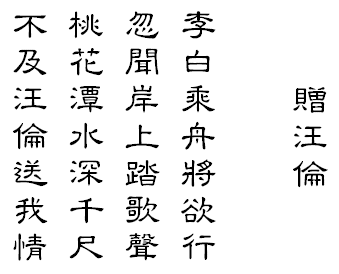 贈汪倫
李白乘舟將欲行
忽聞岸上踏歌聲
桃花潭水深千尺
不及汪倫送我情